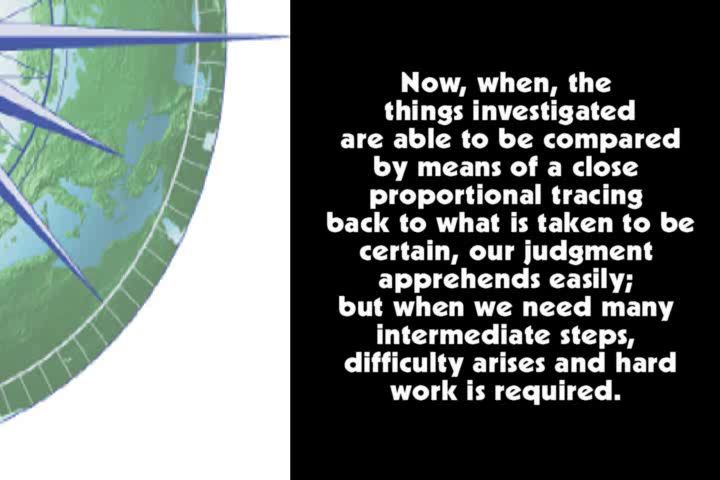 Now, when, the
things investigated
are able to be compared
by means of a close
proportional tracing
back to what is taken to be
certain, our judgment
apprehends easily;
but when we need many
intermediate steps,
difficulty arises and hard
work is required.